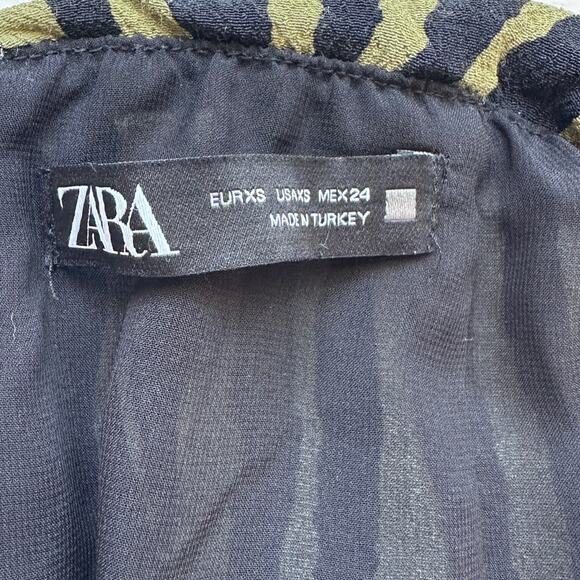 ZARA
EUR XS USA XS MEX 24
MADE IN TURKEY